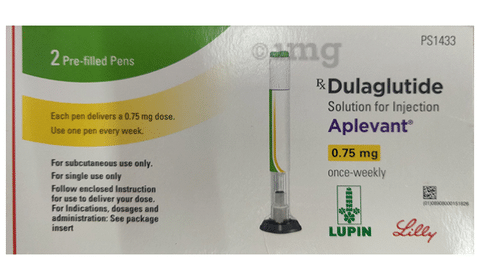 PS1433
2 Pre-filled Pens
Each pen delivers a 0.75 mg dose.
Use one pen every week.
For subcutaneous use only.
For single use only
Follow enclosed Instruction
for use to deliver your dose.
For Indications, dosages and
administration: See package
insert
1mg
Rx Dulaglutide
Solution for Injection
Aplevant®
0.75 mg
once-weekly
LUPIN
Lilly